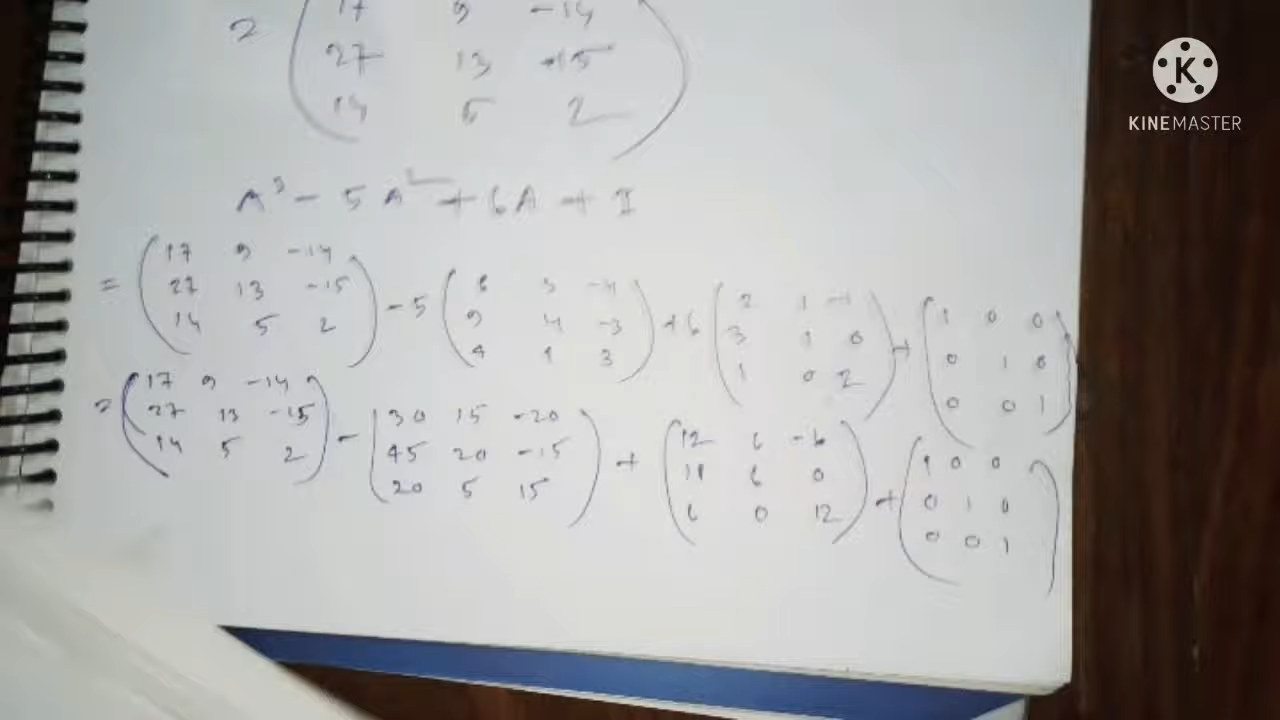 = ( 17 9 -14
27 13 -15
14 5 2 )
A³ - 5A² + 6A + I
= ( 17 9 -14
27 13 -15
14 5 2 ) - 5 ( 6 3 -4
9 4 -3
4 1 3 ) + 6 ( 2 1 -1
3 1 0
1 0 2 ) + ( 1 0 0
0 1 0
0 0 1 )
= ( 17 9 -14
27 13 -15
14 5 2 ) - ( 30 15 -20
45 20 -15
20 5 15 ) + ( 12 6 -6
18 6 0
6 0 12 ) + ( 1 0 0
0 1 0
0 0 1 )
K
KINEMASTER